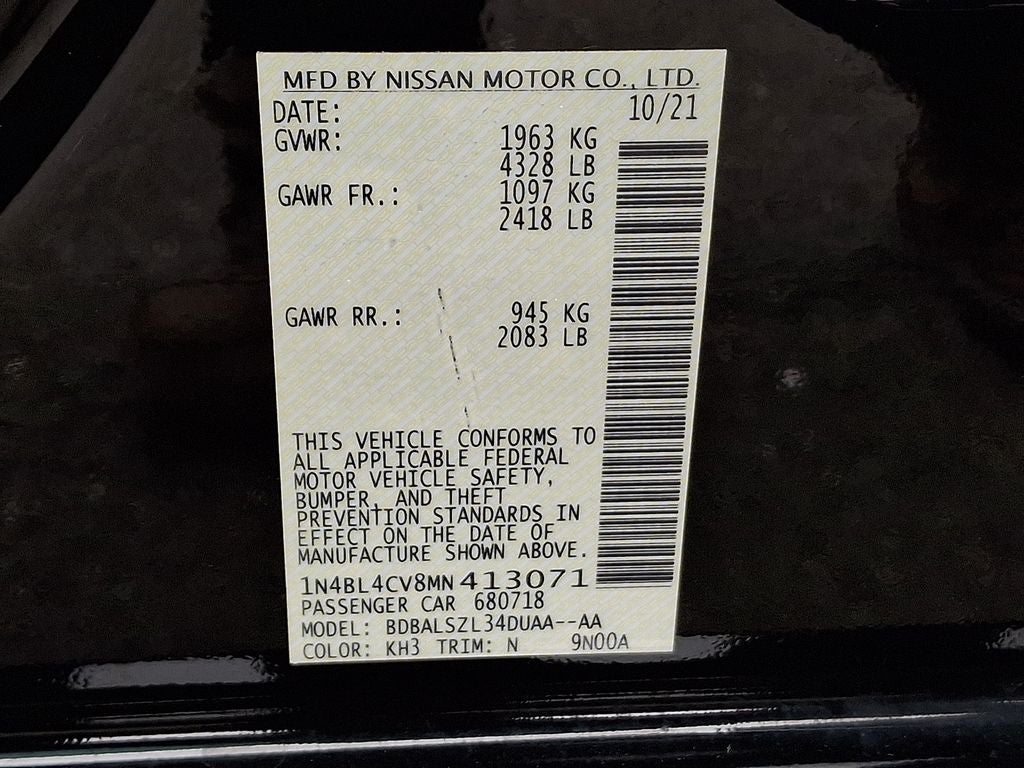 MFD BY NISSAN MOTOR CO., LTD.
DATE: 10/21
GVWR: 1963 KG
4328 LB
GAWR FR.: 1097 KG
2418 LB
GAWR RR.: 945 KG
2083 LB
THIS VEHICLE CONFORMS TO
ALL APPLICABLE FEDERAL
MOTOR VEHICLE SAFETY,
BUMPER, AND THEFT
PREVENTION STANDARDS IN
EFFECT ON THE DATE OF
MANUFACTURE SHOWN ABOVE.
1N4BL4CV8MN413071
PASSENGER CAR 680718
MODEL: BDBALSZL34DUAA--AA
COLOR: KH3 TRIM: N 9N00A